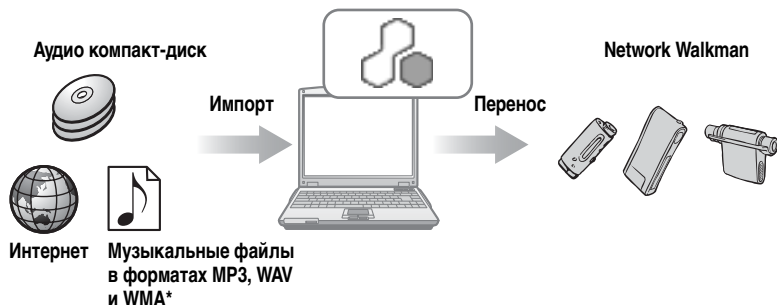 Аудио компакт-диск
Network Walkman
Импорт
Перенос
Интернет
Музыкальные файлы
в форматах MP3, WAV
и WMA*